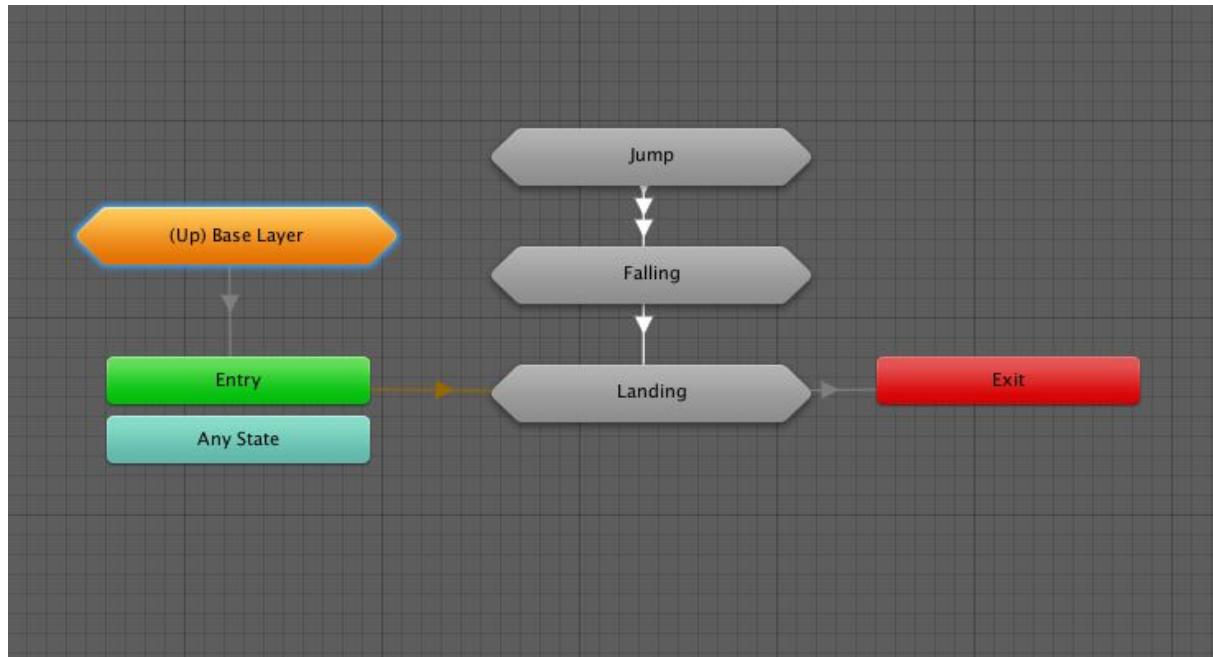 Jump
(Up) Base Layer
Falling
Entry
Landing
Exit
Any State